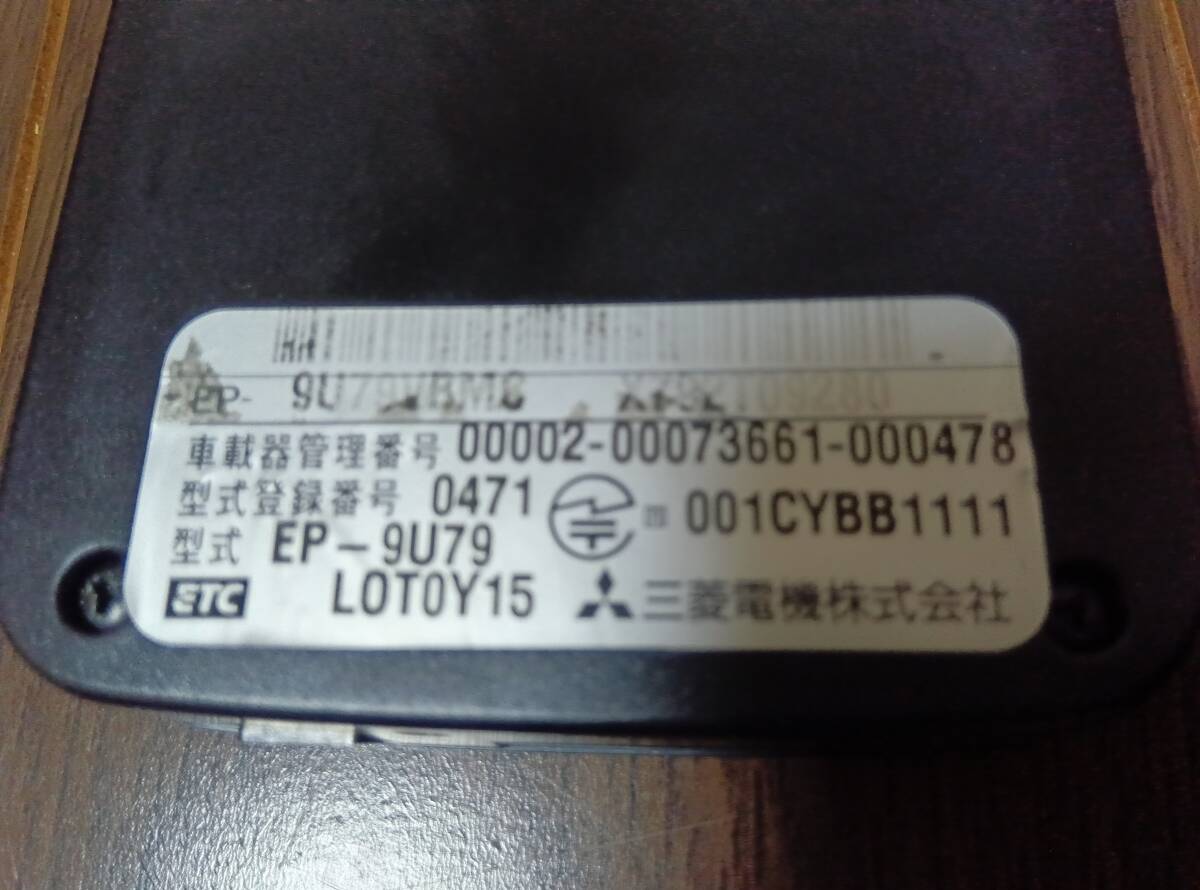 EP- 9U79VBMC
車載器管理番号 00002-00073661-000478
型式登録番号 0471 001CYBB1111
型式 EP-9U79
ETC LOT0Y15 三菱電機株式会社